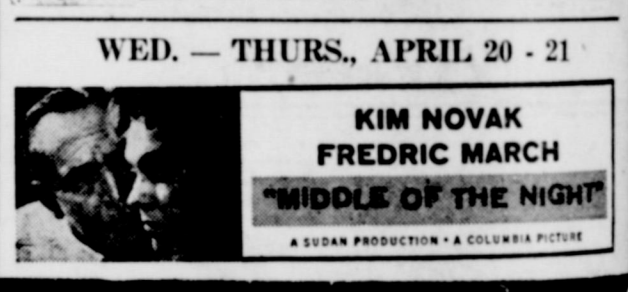 WED. — THURS., APRIL 20 - 21
KIM NOVAK
FREDRIC MARCH
"MIDDLE OF THE NIGHT"
A SUDAN PRODUCTION • A COLUMBIA PICTURE